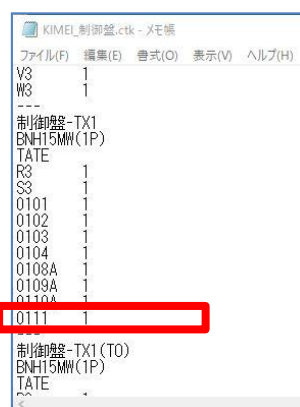 KIMEI_制御盤.ctk - メモ帳
ファイル(F) 編集(E) 書式(O) 表示(V) ヘルプ(H)
V3 1
W3 1
---
制御盤-TX1
BNH15MW(1P)
TATE
R3 1
S3 1
0101 1
0102 1
0103 1
0104 1
0108A 1
0109A 1
0110A 1
0111 1
---
制御盤-TX1(TO)
BNH15MW(1P)
TATE